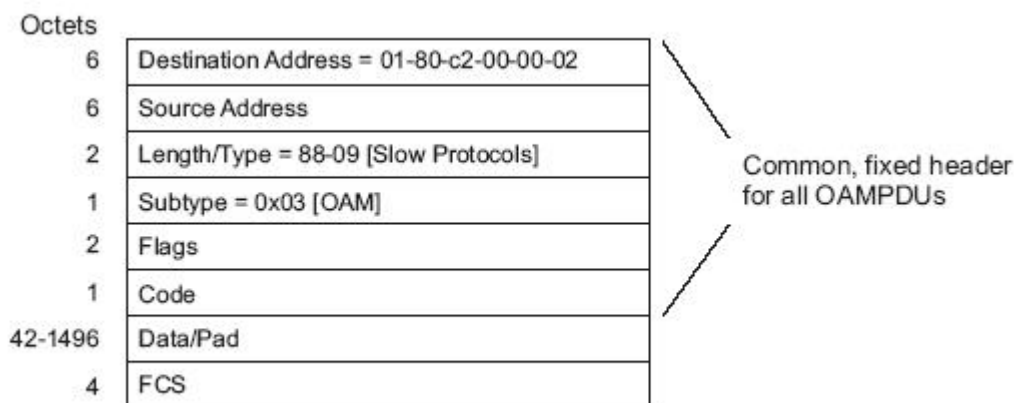 Octets
6 Destination Address = 01-80-c2-00-00-02
6 Source Address
2 Length/Type = 88-09 [Slow Protocols]
1 Subtype = 0x03 [OAM]
2 Flags
1 Code
42-1496 Data/Pad
4 FCS
Common, fixed header
for all OAMPDUs